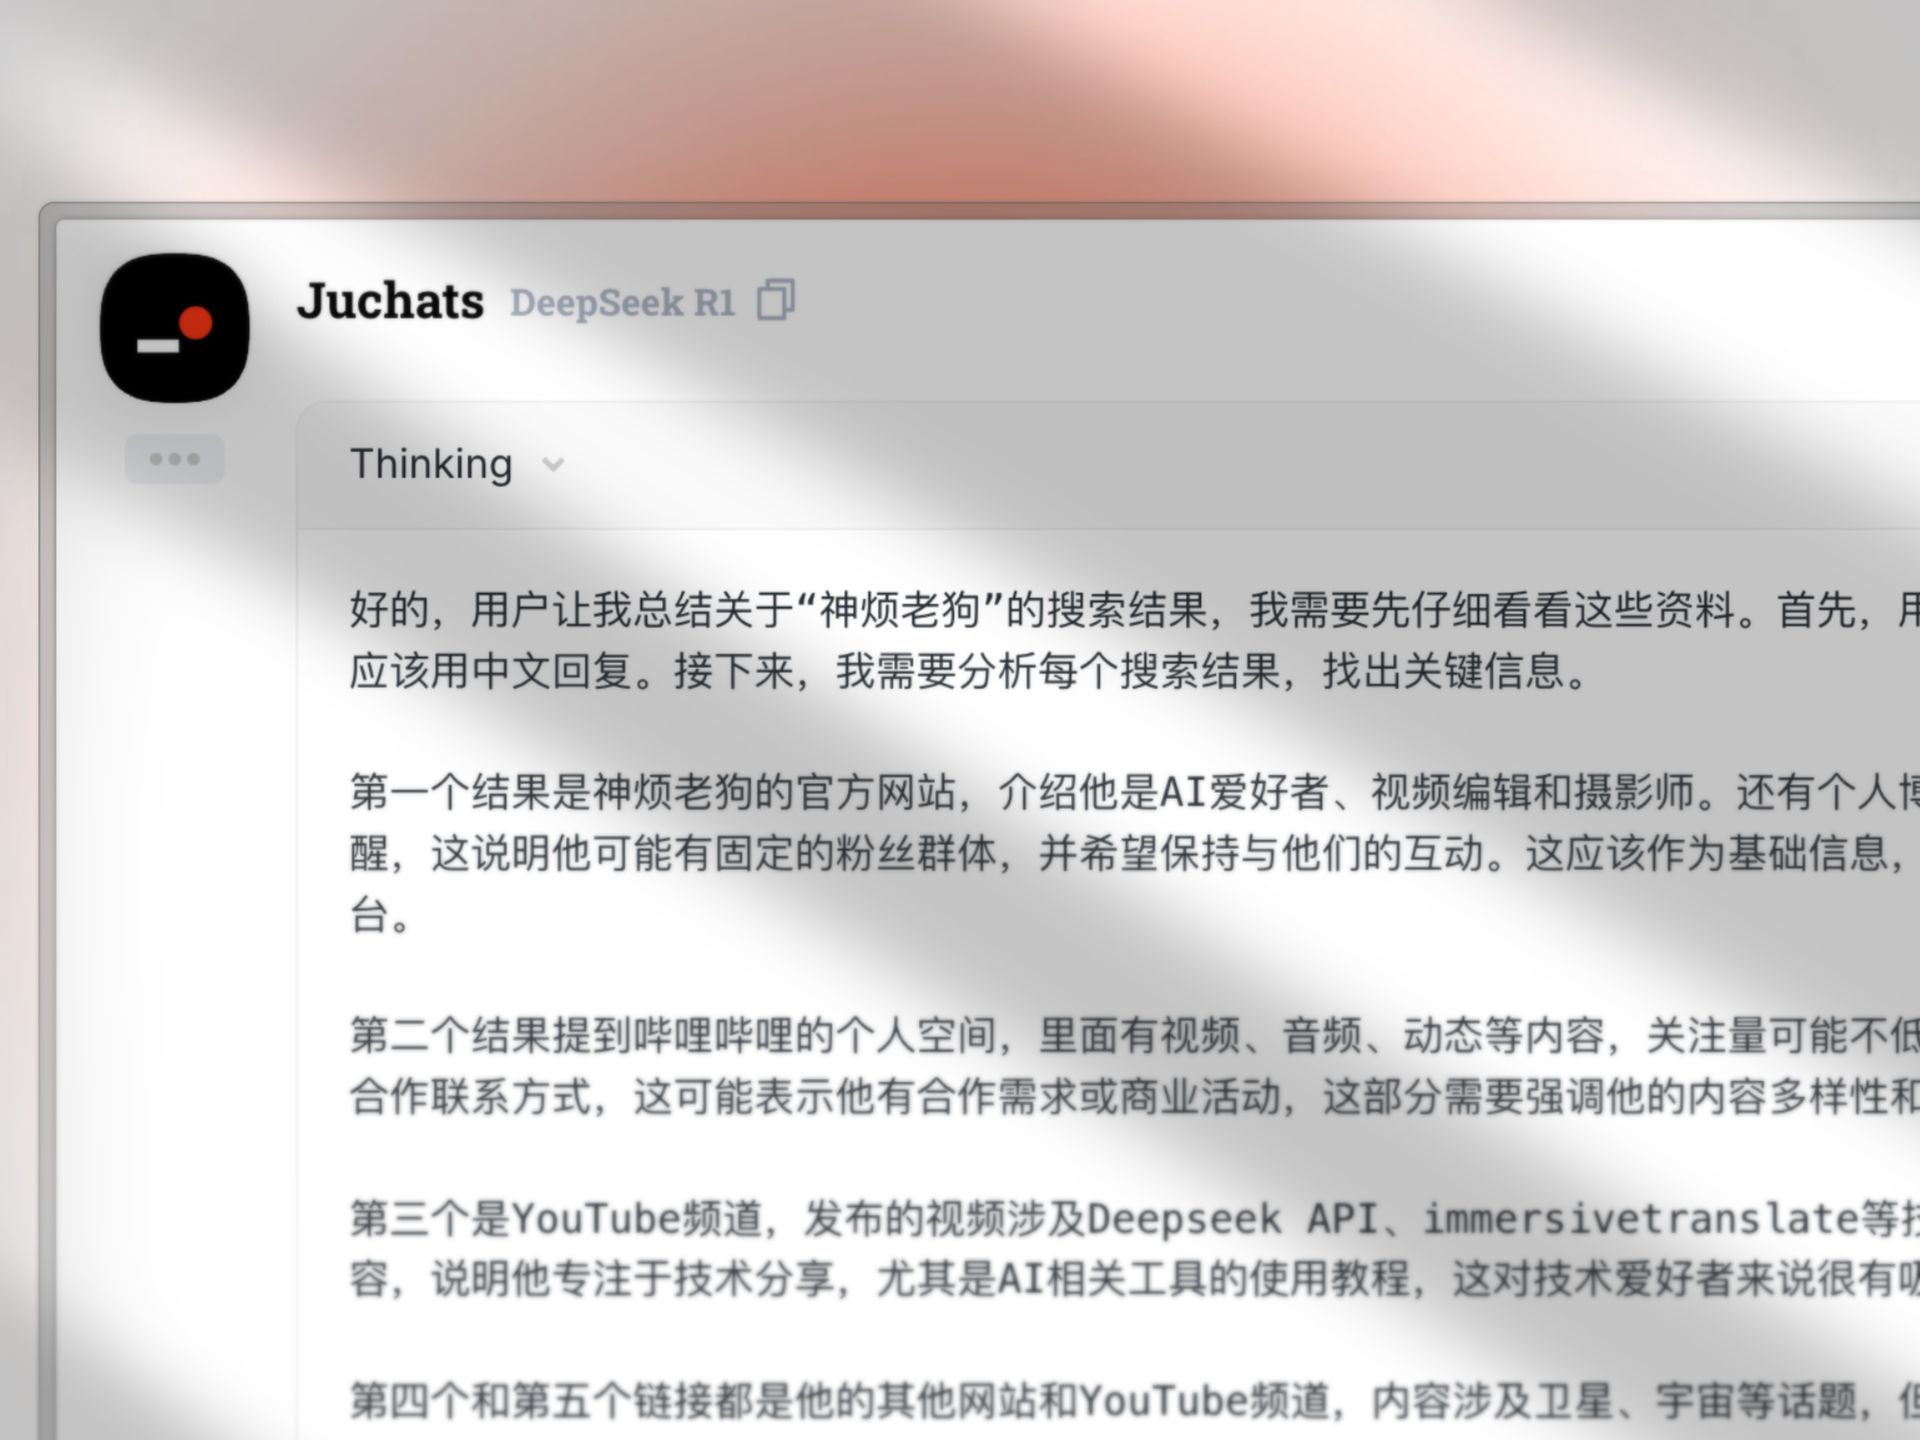 Juchats DeepSeek R1
Thinking
好的，用户让我总结关于“神烦老狗”的搜索结果，我需要先仔细看看这些资料。首先，用
应该用中文回复。接下来，我需要分析每个搜索结果，找出关键信息。
第一个结果是神烦老狗的官方网站，介绍他是AI爱好者、视频编辑和摄影师。还有个人博
醒，这说明他可能有固定的粉丝群体，并希望保持与他们的互动。这应该作为基础信息，
台。
第二个结果提到哔哩哔哩的个人空间，里面有视频、音频、动态等内容，关注量可能不低
合作联系方式，这可能表示他有合作需求或商业活动，这部分需要强调他的内容多样性和
第三个是YouTube频道，发布的视频涉及Deepseek API、immersivetranslate等技
容，说明他专注于技术分享，尤其是AI相关工具的使用教程，这对技术爱好者来说很有吸
第四个和第五个链接都是他的其他网站和YouTube频道，内容涉及卫星、宇宙等话题，但